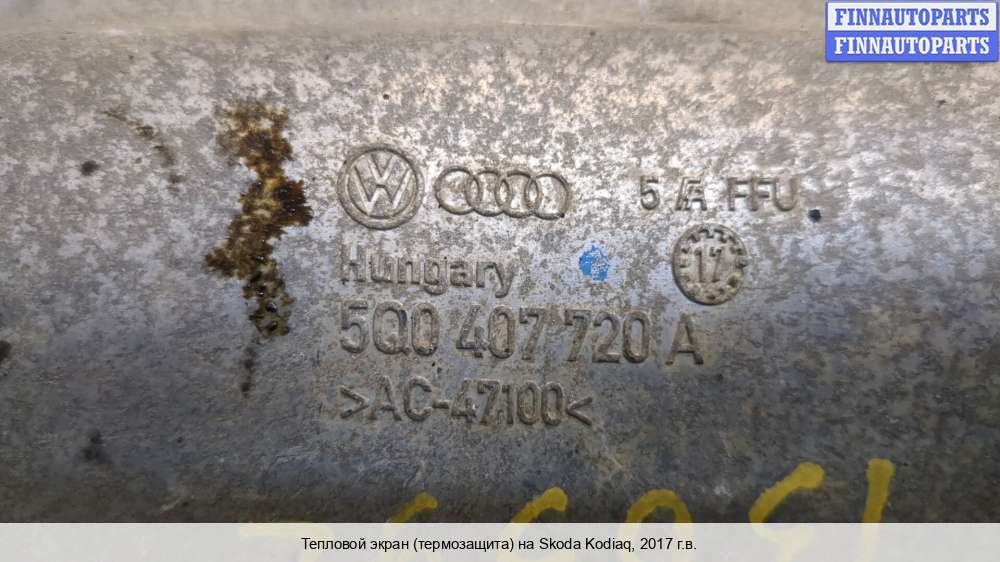 FINNAUTOPARTS
FINNAUTOPARTS
5 A FFU
Hungary
17
5Q0 407 720 A
>AC-47100<
Тепловой экран (термозащита) на Skoda Kodiaq, 2017 г.в.